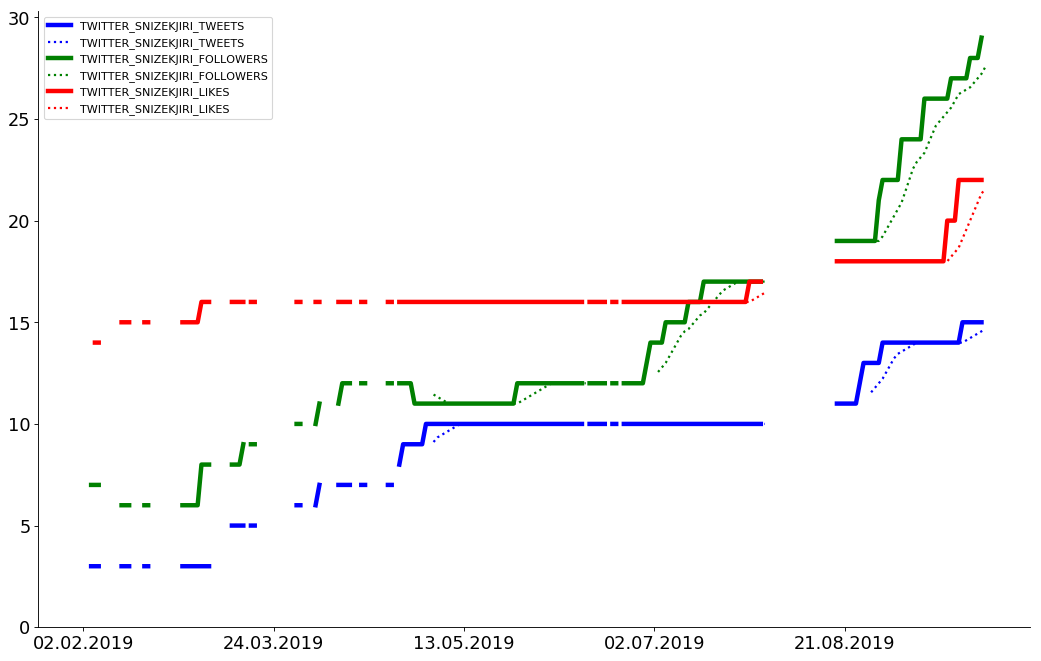 TWITTER_SNIZEKJIRI_TWEETS
TWITTER_SNIZEKJIRI_TWEETS
TWITTER_SNIZEKJIRI_FOLLOWERS
TWITTER_SNIZEKJIRI_FOLLOWERS
TWITTER_SNIZEKJIRI_LIKES
TWITTER_SNIZEKJIRI_LIKES
30
25
20
15
10
5
0
02.02.2019 24.03.2019 13.05.2019 02.07.2019 21.08.2019